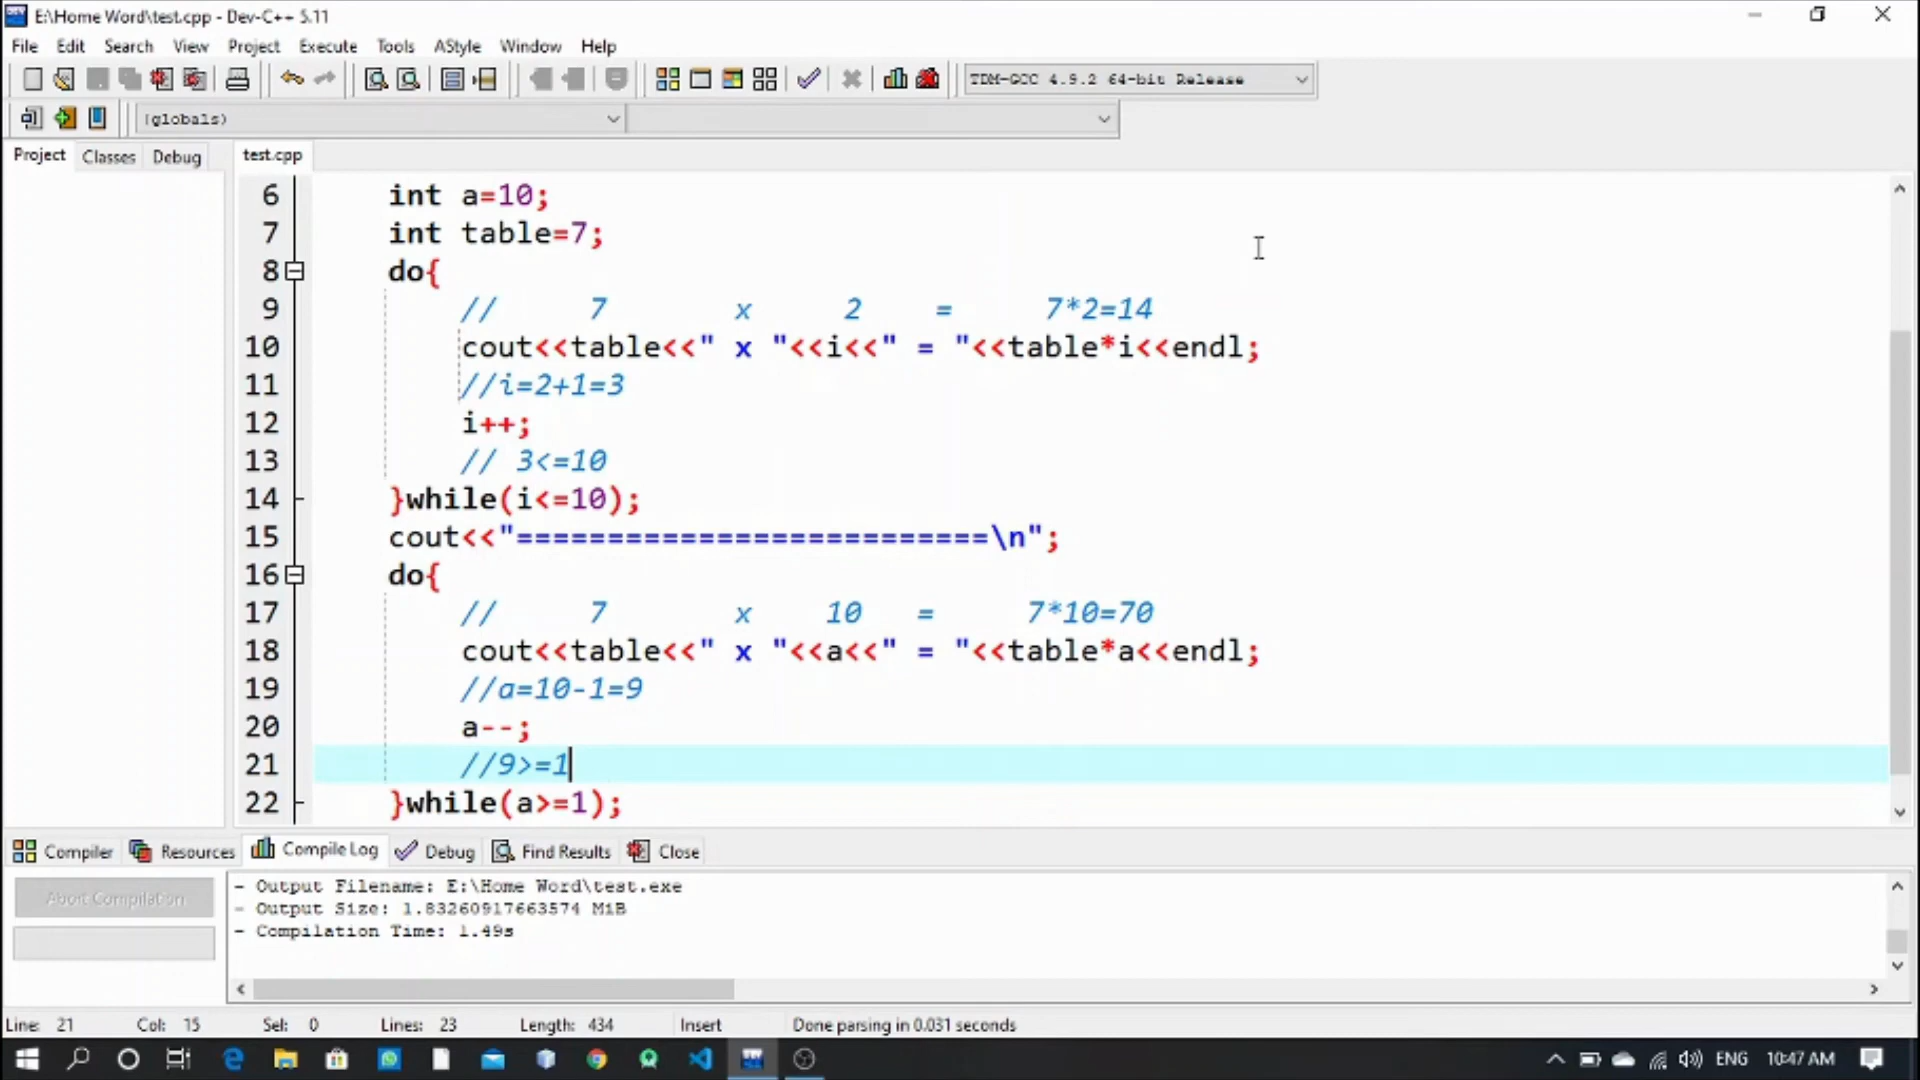 E:\Home Word\test.cpp - Dev-C++ 5.11
File Edit Search View Project Execute Tools AStyle Window Help
TDM-GCC 4.9.2 64-bit Release
(globals)
Project Classes Debug test.cpp
6 int a=10;
7 int table=7;
8 do{
9 // 7 x 2 = 7*2=14
10 cout<<table<<" x "<<i<<" = "<<table*i<<endl;
11 //i=2+1=3
12 i++;
13 // 3<=10
14 }while(i<=10);
15 cout<<"==========================\n";
16 do{
17 // 7 x 10 = 7*10=70
18 cout<<table<<" x "<<a<<" = "<<table*a<<endl;
19 //a=10-1=9
20 a--;
21 //9>=1
22 }while(a>=1);
Compiler Resources Compile Log Debug Find Results Close
Abort Compilation
- Output Filename: E:\Home Word\test.exe
- Output Size: 1.83260917663574 MiB
- Compilation Time: 1.49s
Line: 21 Col: 15 Sel: 0 Lines: 23 Length: 434 Insert Done parsing in 0.031 seconds
ENG 10:47 AM